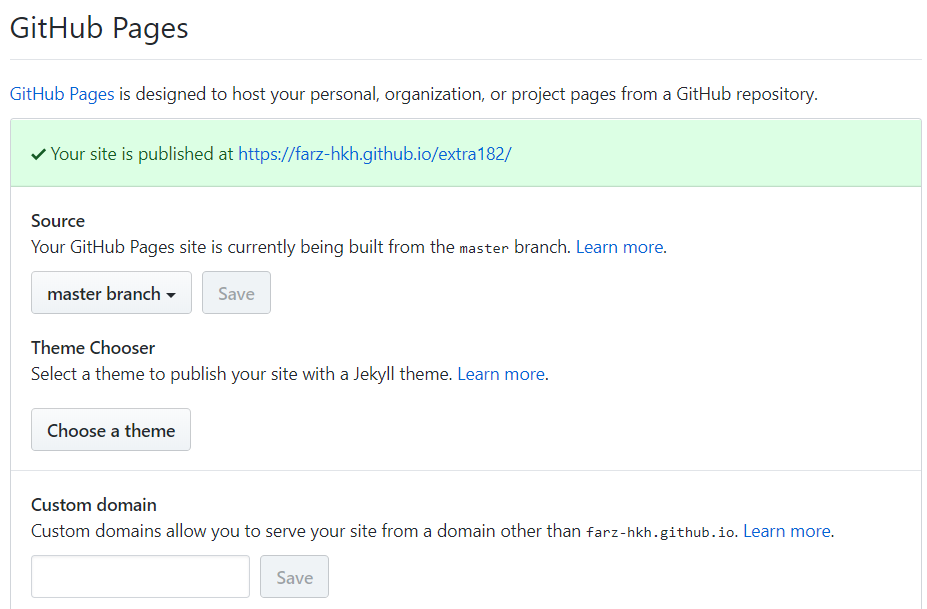 GitHub Pages
GitHub Pages is designed to host your personal, organization, or project pages from a GitHub repository.
Your site is published at https://farz-hkh.github.io/extra182/
Source
Your GitHub Pages site is currently being built from the master branch. Learn more.
master branch Save
Theme Chooser
Select a theme to publish your site with a Jekyll theme. Learn more.
Choose a theme
Custom domain
Custom domains allow you to serve your site from a domain other than farz-hkh.github.io. Learn more.
Save